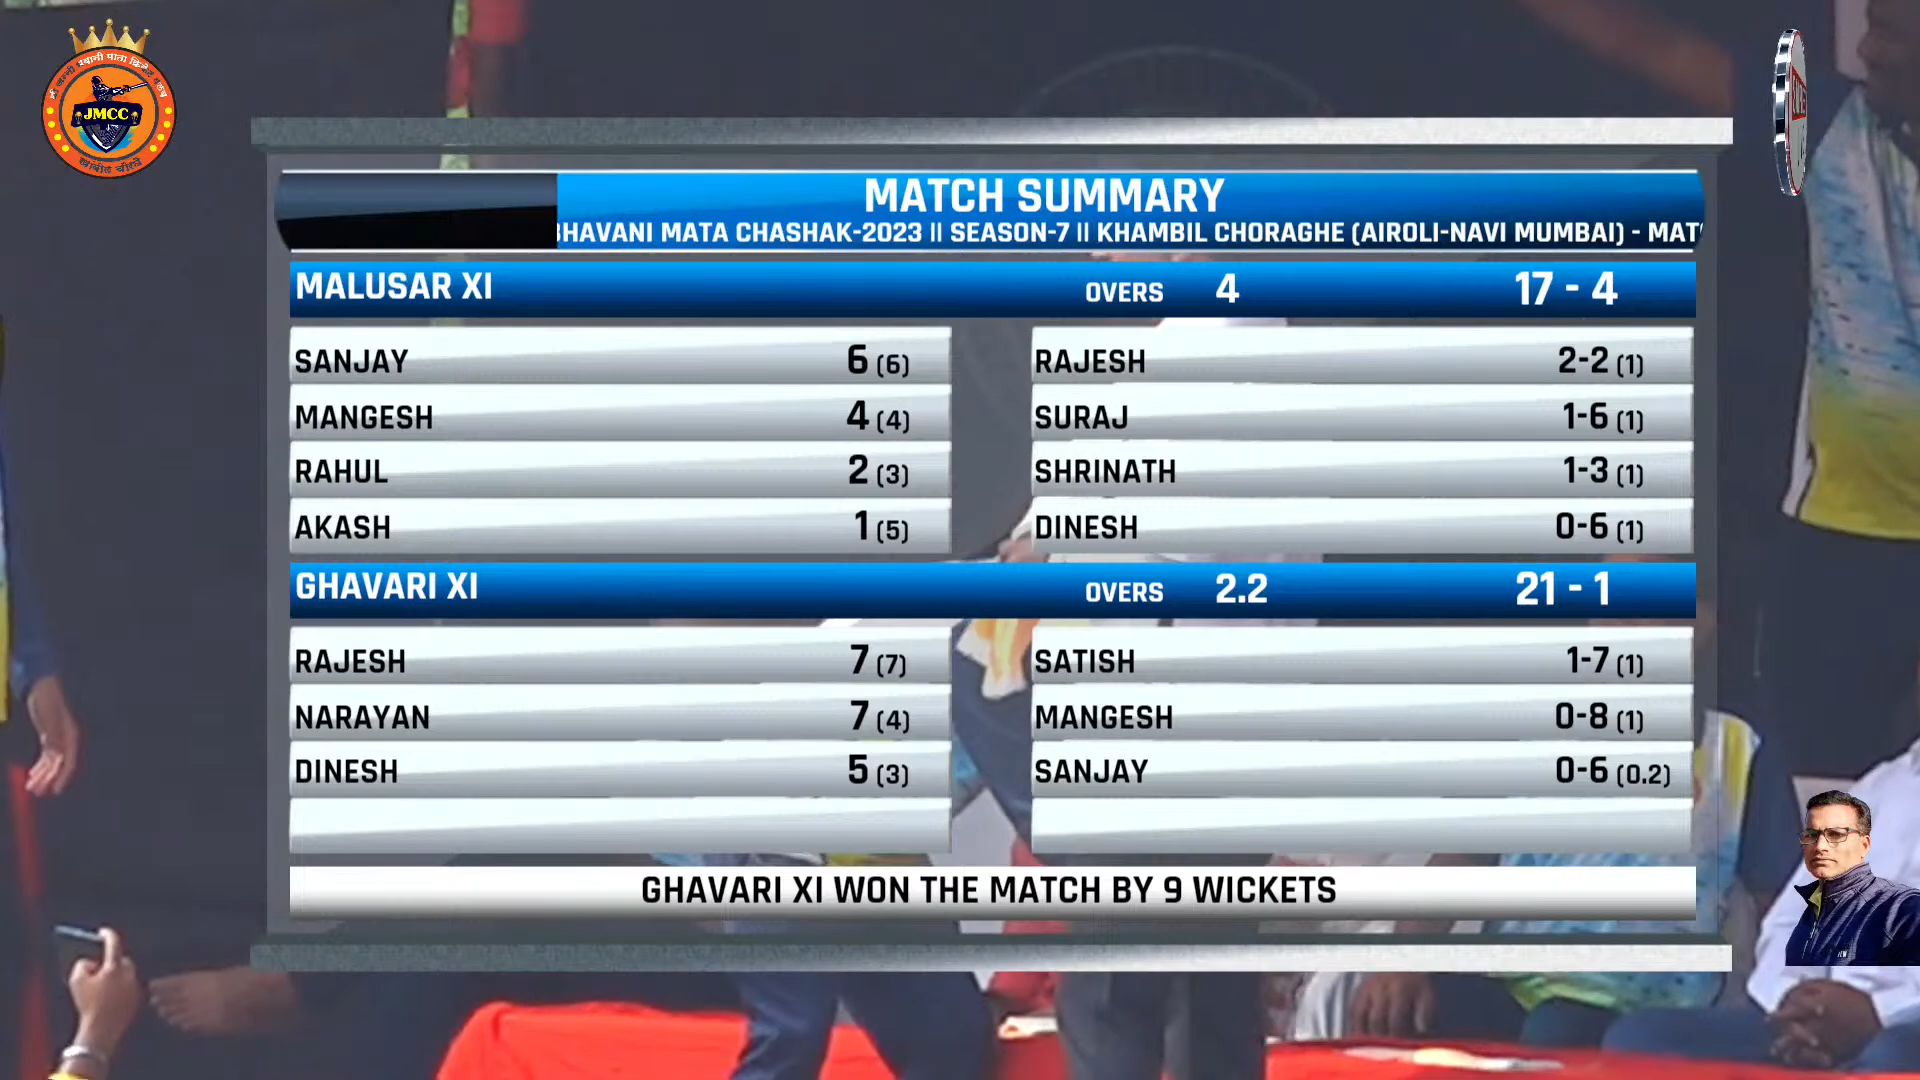 JMCC
MATCH SUMMARY
BHAVANI MATA CHASHAK-2023 || SEASON-7 || KHAMBIL CHORAGHE (AIROLI-NAVI MUMBAI) -
MALUSAR XI OVERS 4 17 - 4
SANJAY 6 (6) RAJESH 2-2 (1)
MANGESH 4 (4) SURAJ 1-6 (1)
RAHUL 2 (3) SHRINATH 1-3 (1)
AKASH 1 (5) DINESH 0-6 (1)
GHAVARI XI OVERS 2.2 21 - 1
RAJESH 7 (7) SATISH 1-7 (1)
NARAYAN 7 (4) MANGESH 0-8 (1)
DINESH 5 (3) SANJAY 0-6 (0.2)
GHAVARI XI WON THE MATCH BY 9 WICKETS